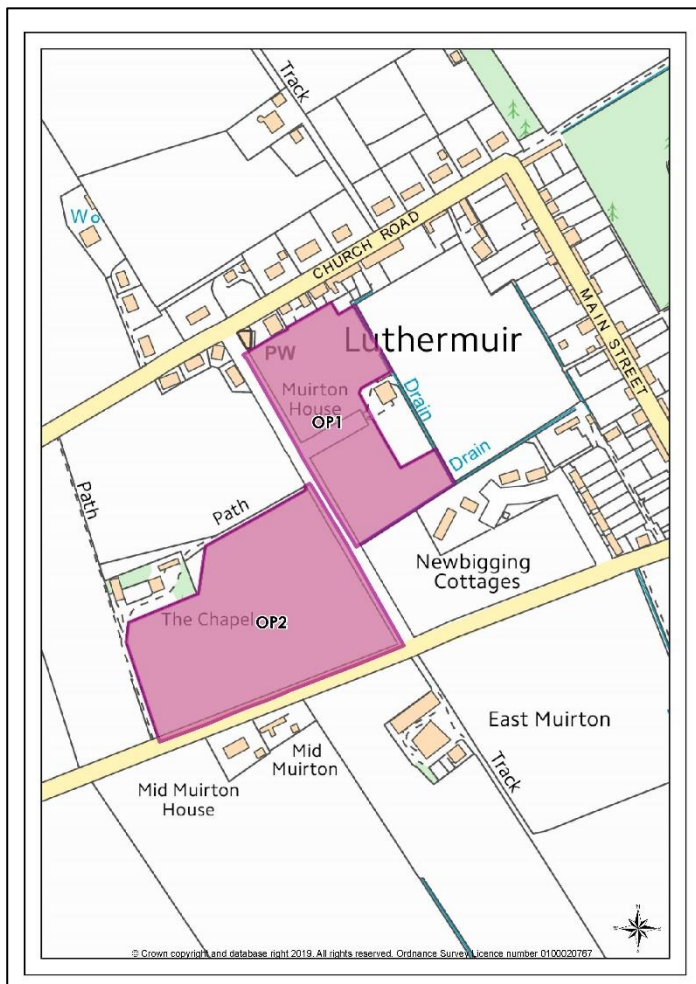 Track
Wo
CHURCH ROAD
MAIN STREET
PW
Luthermuir
Muirton
House
OP1
Drain
Drain
Path
Path
Newbigging
Cottages
The Chapel
OP2
East Muirton
Mid
Muirton
Track
Mid Muirton
House
© Crown copyright and database right 2019. All rights reserved. Ordnance Survey Licence number 0100020767